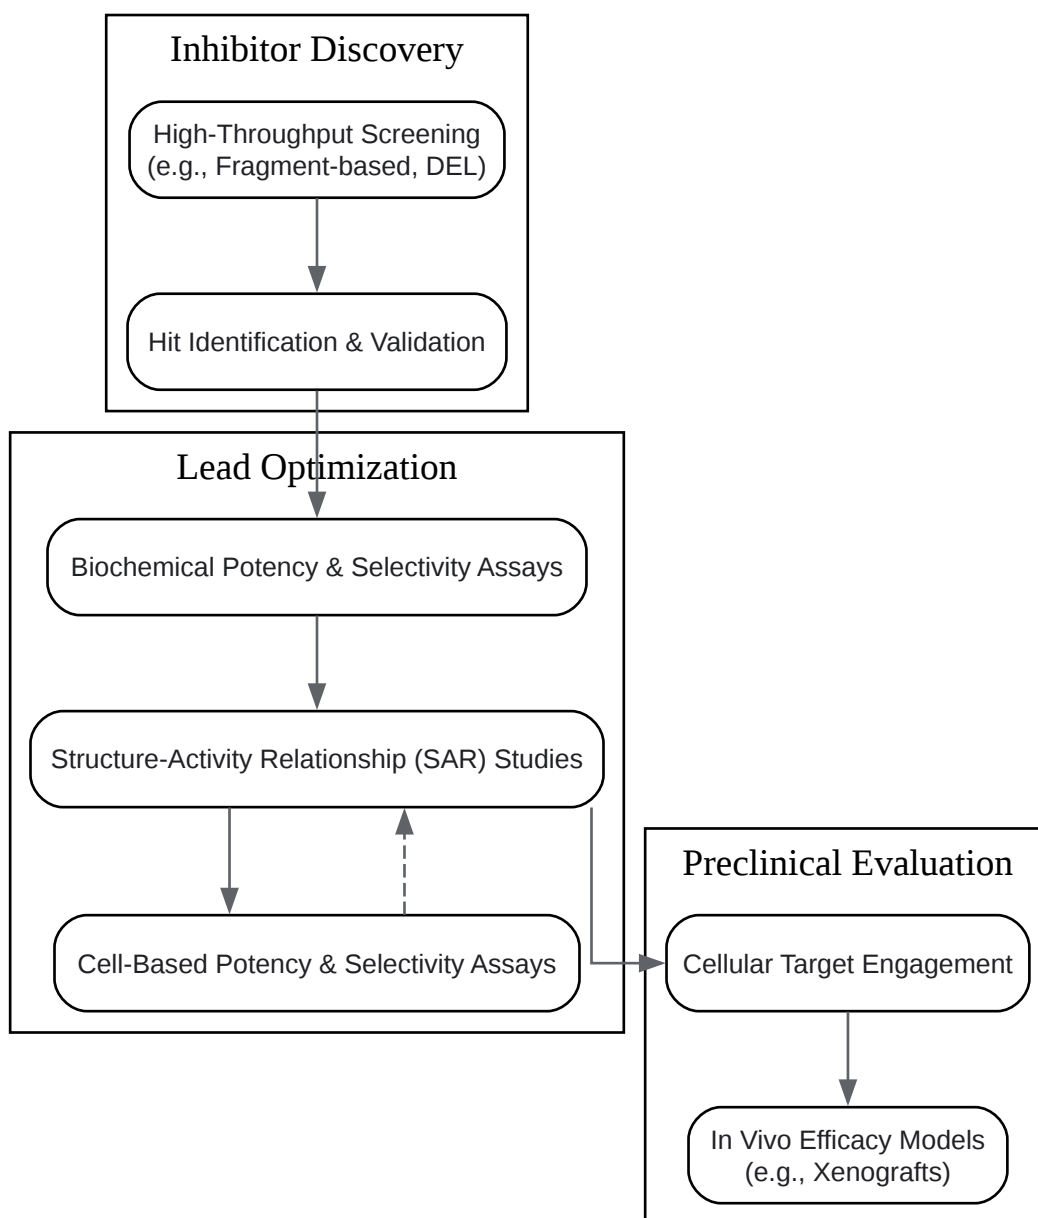 Inhibitor Discovery
High-Throughput Screening
(e.g., Fragment-based, DEL)
Hit Identification & Validation
Lead Optimization
Biochemical Potency & Selectivity Assays
Structure-Activity Relationship (SAR) Studies
Cell-Based Potency & Selectivity Assays
Preclinical Evaluation
Cellular Target Engagement
In Vivo Efficacy Models
(e.g., Xenografts)